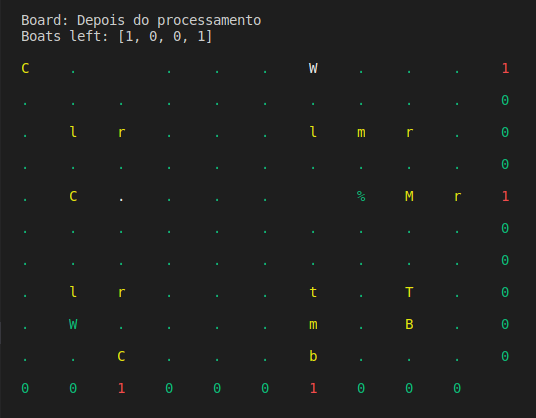 Board: Depois do processamento
Boats left: [1, 0, 0, 1]
C . . . . W . . . 1
. . . . . . . . . . 0
. l r . . . l m r . 0
. . . . . . . . . . 0
. C . . . . % M r 1
. . . . . . . . . . 0
. . . . . . . . . . 0
. l r . . . t . T . 0
. W . . . . m . B . 0
. . C . . . b . . . 0
0 0 1 0 0 0 1 0 0 0